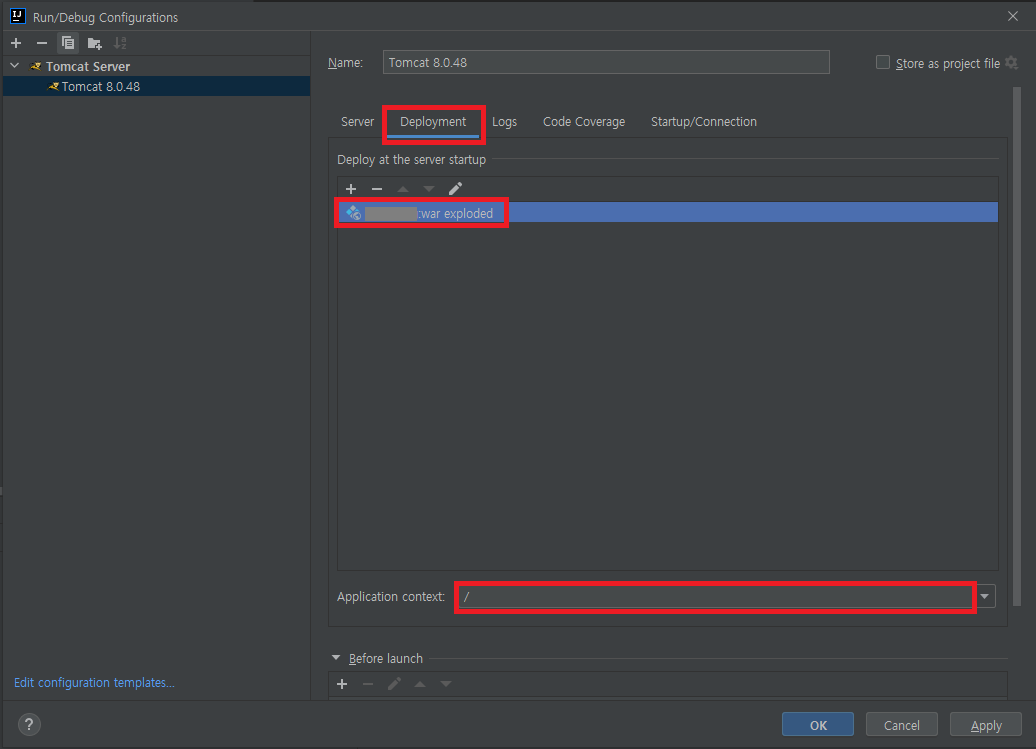 Run/Debug Configurations
Tomcat Server
Tomcat 8.0.48
Name: Tomcat 8.0.48 Store as project file
Server Deployment Logs Code Coverage Startup/Connection
Deploy at the server startup
:war exploded
Application context: /
Before launch
Edit configuration templates...
? OK Cancel Apply